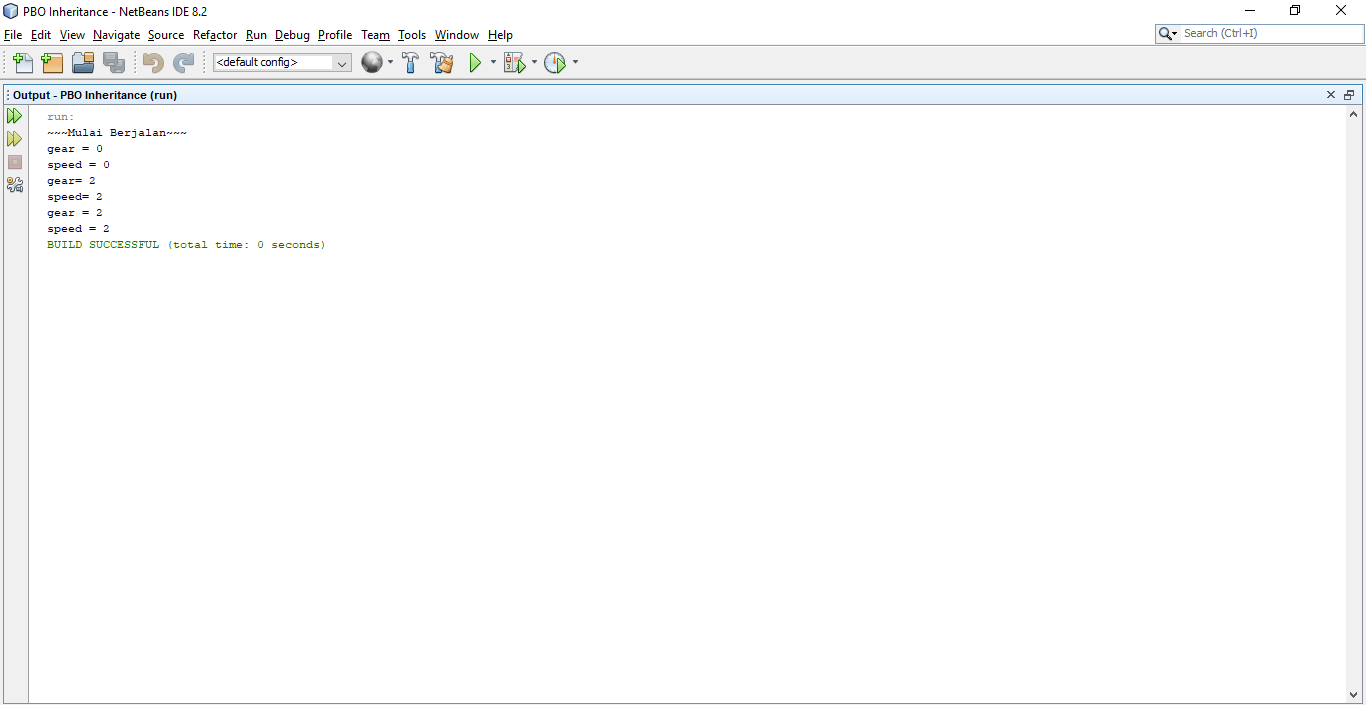 PBO Inheritance - NetBeans IDE 8.2
File Edit View Navigate Source Refactor Run Debug Profile Team Tools Window Help
Search (Ctrl+I)
<default config>
Output - PBO Inheritance (run)
run:
~~~Mulai Berjalan~~~
gear = 0
speed = 0
gear= 2
speed= 2
gear = 2
speed = 2
BUILD SUCCESSFUL (total time: 0 seconds)